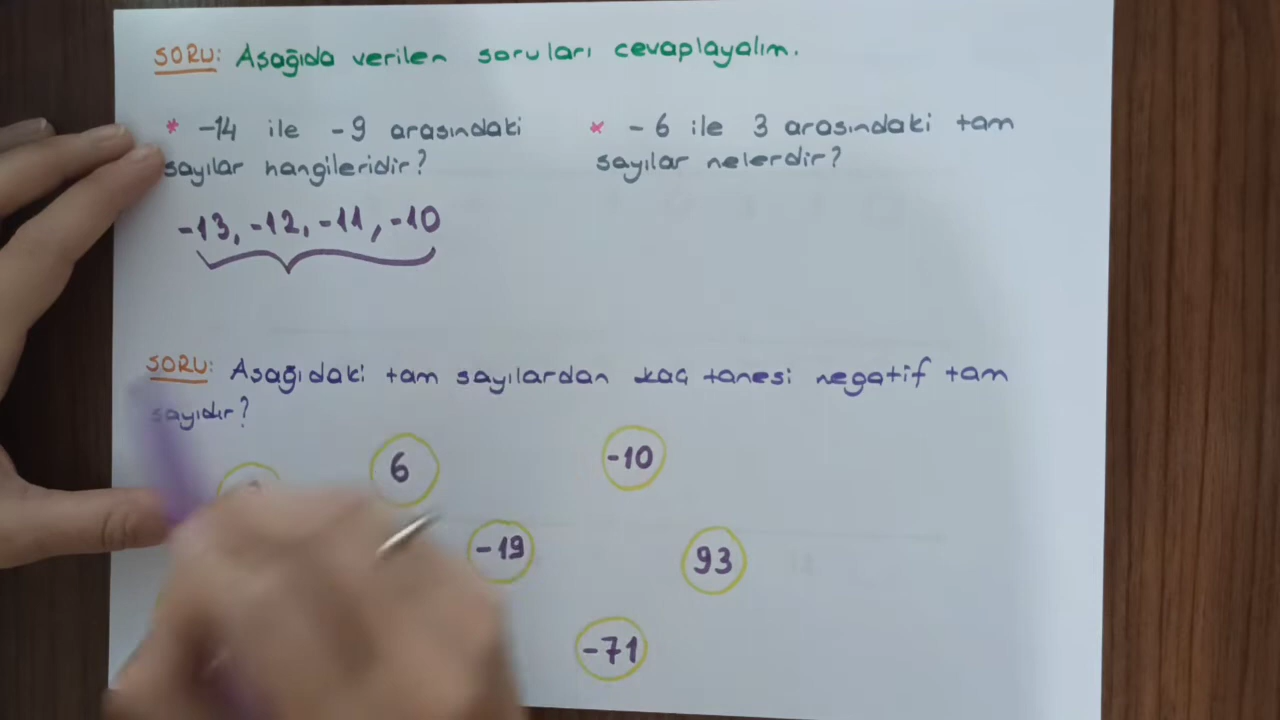 SORU: Aşağıda verilen soruları cevaplayalım.
* -14 ile -9 arasındaki
sayılar hangileridir?
-13, -12, -11, -10
* -6 ile 3 arasındaki tam
sayılar nelerdir?
SORU: Aşağıdaki tam sayılardan kaç tanesi negatif tam
sayıdır?
6
-10
-19
93
-71